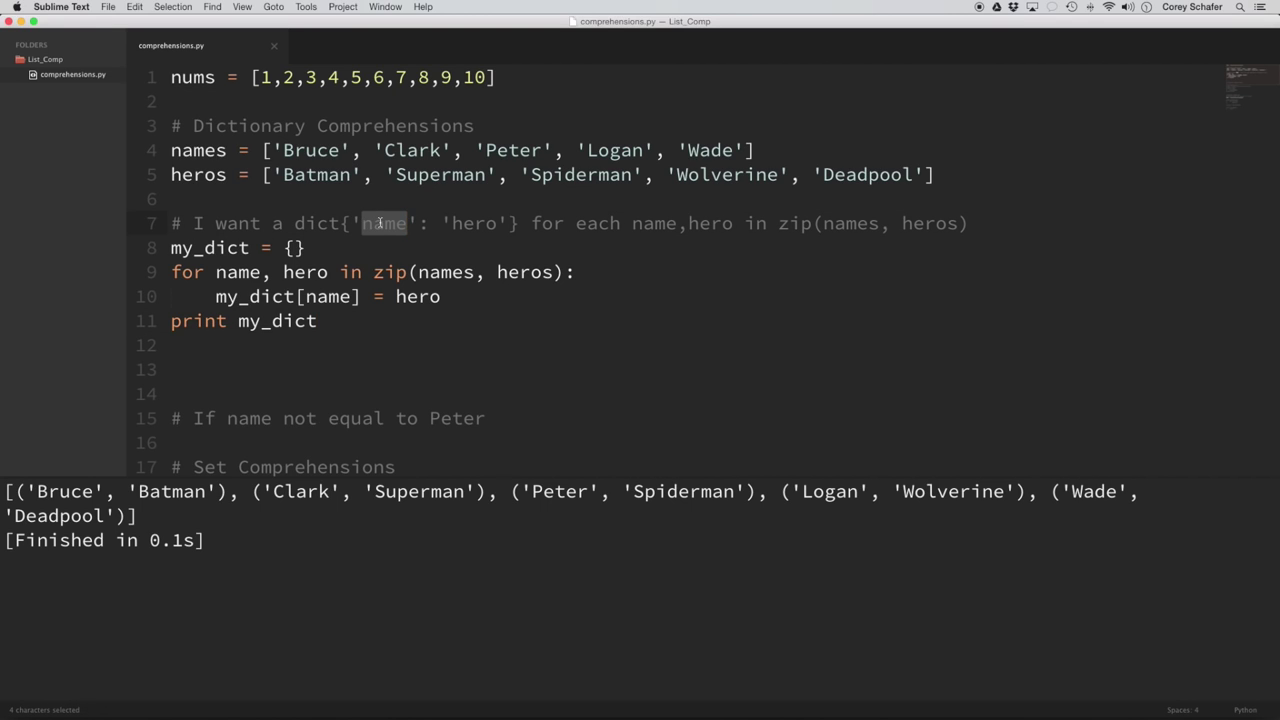 Sublime Text File Edit Selection Find View Goto Tools Project Window Help Corey Schafer
comprehensions.py — List_Comp
FOLDERS
List_Comp
comprehensions.py
comprehensions.py
1 nums = [1,2,3,4,5,6,7,8,9,10]
2
3 # Dictionary Comprehensions
4 names = ['Bruce', 'Clark', 'Peter', 'Logan', 'Wade']
5 heros = ['Batman', 'Superman', 'Spiderman', 'Wolverine', 'Deadpool']
6
7 # I want a dict{'name': 'hero'} for each name,hero in zip(names, heros)
8 my_dict = {}
9 for name, hero in zip(names, heros):
10 my_dict[name] = hero
11 print my_dict
12
13
14
15 # If name not equal to Peter
16
17 # Set Comprehensions
[('Bruce', 'Batman'), ('Clark', 'Superman'), ('Peter', 'Spiderman'), ('Logan', 'Wolverine'), ('Wade',
'Deadpool')]
[Finished in 0.1s]
4 characters selected
Spaces: 4
Python